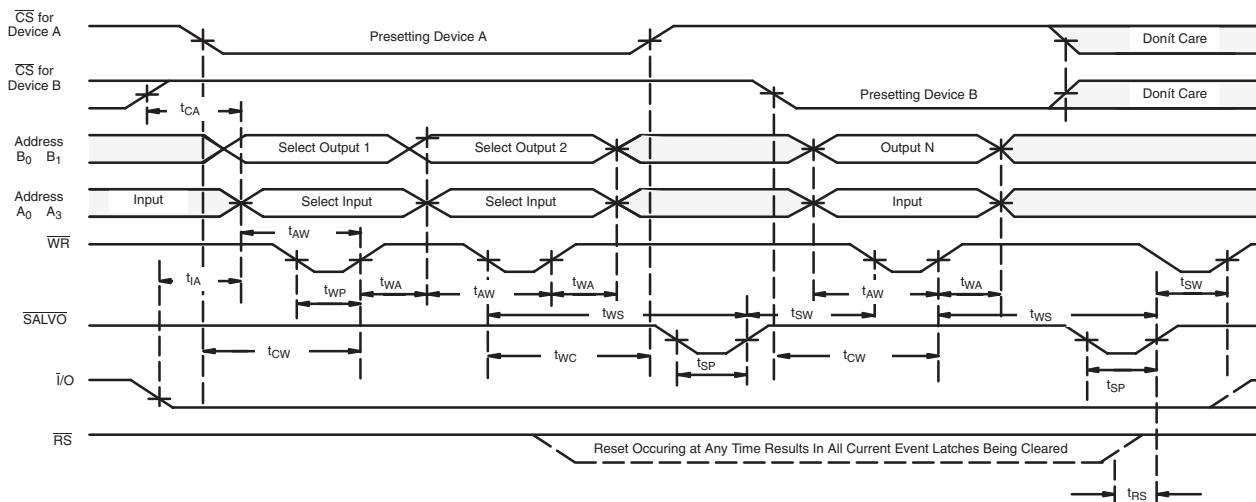 CS for
Device A
Presetting Device A
Donít Care
CS for
Device B
Presetting Device B
Donít Care
tCA
Address
B0 B1
Select Output 1
Select Output 2
Output N
Address
A0 A3
Input
Select Input
Select Input
Input
WR
tAW
tIA
tWP
tWA
tAW
tWA
tAW
tWA
tSW
tWS
tSW
tWS
SALVO
tCW
tWC
tSP
tCW
tSP
I/O
RS
Reset Occuring at Any Time Results In All Current Event Latches Being Cleared
tRS